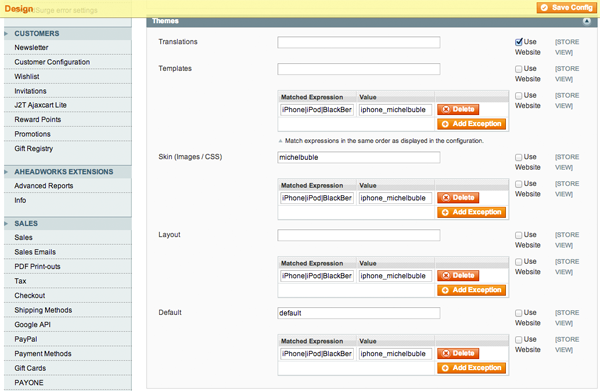 Design
Surge error settings
Save Config
CUSTOMERS
Newsletter
Customer Configuration
Wishlist
Invitations
J2T Ajaxcart Lite
Reward Points
Promotions
Gift Registry
AHEADWORKS EXTENSIONS
Advanced Reports
Info
SALES
Sales
Sales Emails
PDF Print-outs
Tax
Checkout
Shipping Methods
Google API
PayPal
Payment Methods
Gift Cards
PAYONE
Themes
Translations
Use Website
[STORE VIEW]
Templates
Use Website
[STORE VIEW]
Matched Expression Value
iPhone|iPod|BlackBer iphone_michelbuble Delete
Add Exception
Use Website
[STORE VIEW]
Match expressions in the same order as displayed in the configuration.
Skin (Images / CSS) michelbuble
Use Website
[STORE VIEW]
Matched Expression Value
iPhone|iPod|BlackBer iphone_michelbuble Delete
Add Exception
Use Website
[STORE VIEW]
Layout
Use Website
[STORE VIEW]
Matched Expression Value
iPhone|iPod|BlackBer iphone_michelbuble Delete
Add Exception
Use Website
[STORE VIEW]
Default default
Use Website
[STORE VIEW]
Matched Expression Value
iPhone|iPod|BlackBer iphone_michelbuble Delete
Add Exception
Use Website
[STORE VIEW]